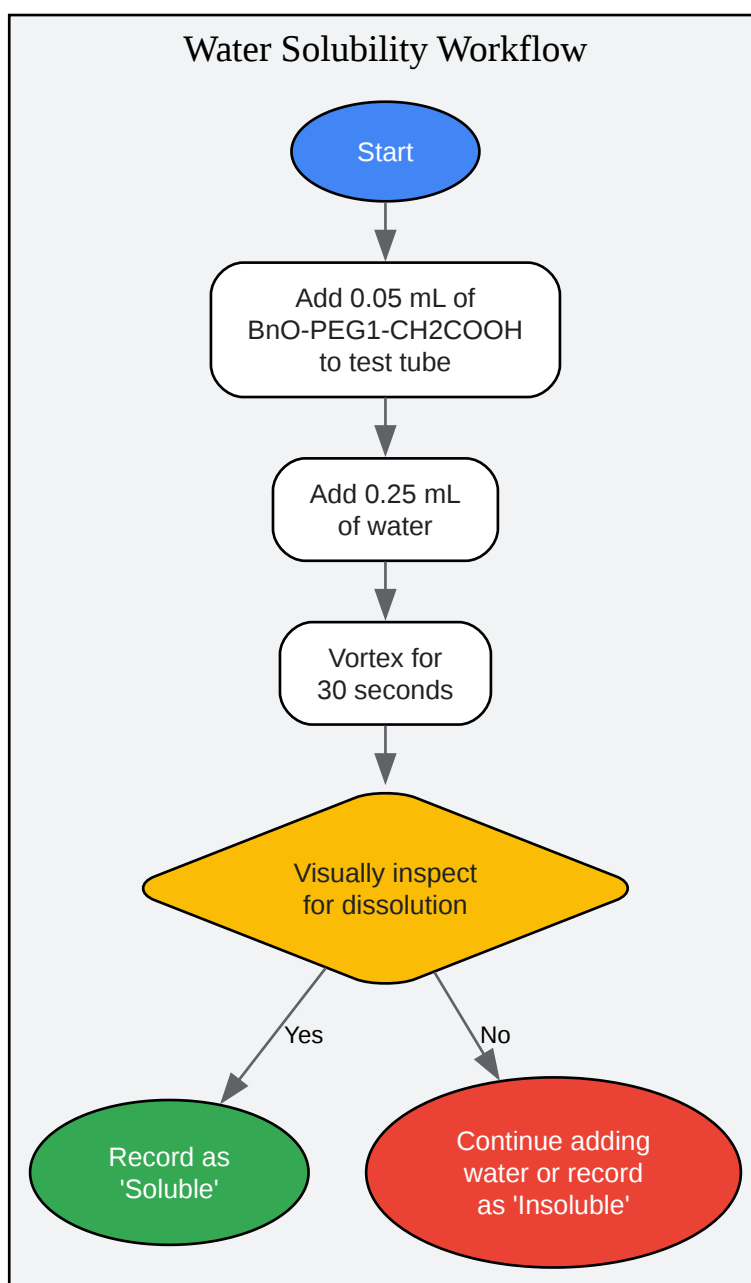 Water Solubility Workflow
Start
Add 0.05 mL of
BnO-PEG1-CH2COOH
to test tube
Add 0.25 mL
of water
Vortex for
30 seconds
Visually inspect
for dissolution
Yes
No
Record as
'Soluble'
Continue adding
water or record
as 'Insoluble'